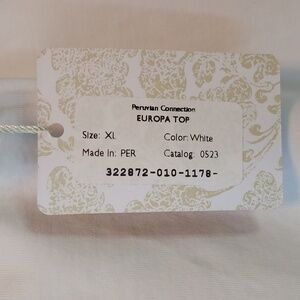 Peruvian Connection
EUROPA TOP
Size: XL Color: White
Made In: PER Catalog: 0523
322872-010-1178-